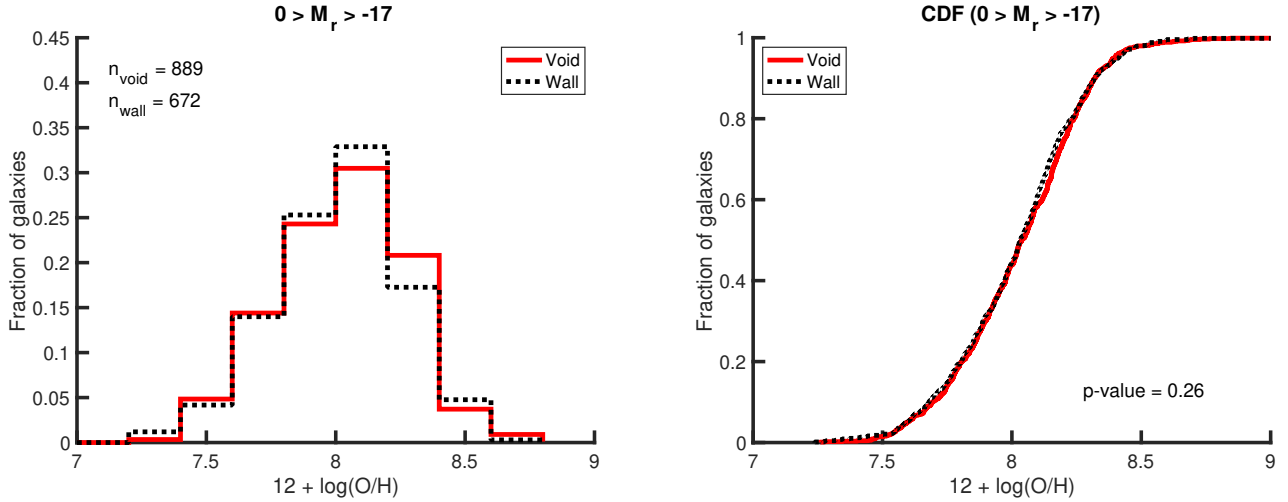 0 > M_r > -17
0.45
0.4
0.35
0.3
0.25
0.2
0.15
0.1
0.05
0
Fraction of galaxies
n_void = 889
n_wall = 672
Void
Wall
7
7.5
8
8.5
9
12 + log(O/H)
CDF (0 > M_r > -17)
1
0.8
0.6
0.4
0.2
0
Fraction of galaxies
Void
Wall
p-value = 0.26
7
7.5
8
8.5
9
12 + log(O/H)